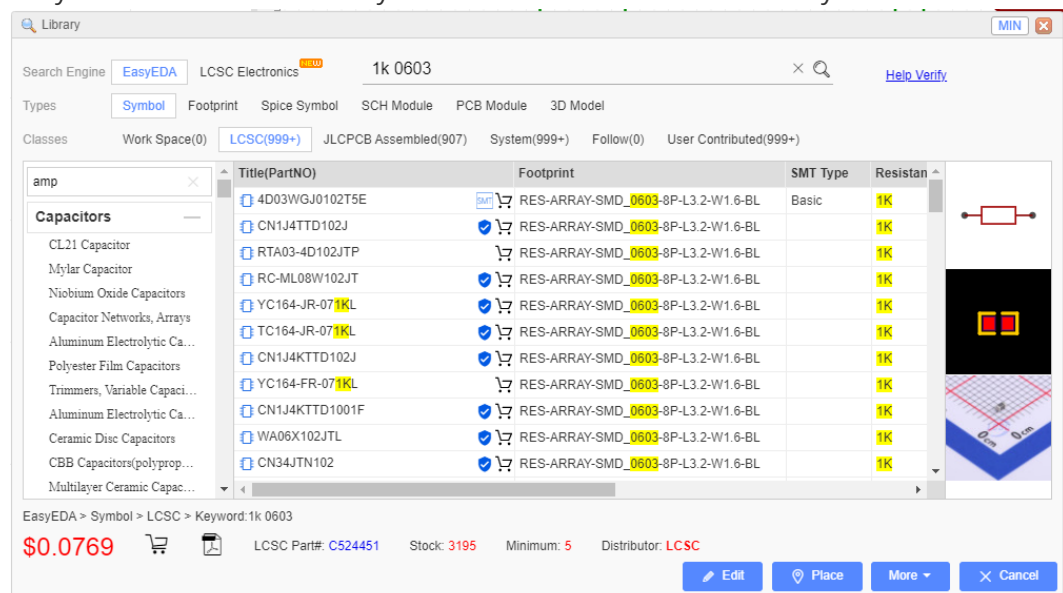 Library MIN
Search Engine EasyEDA LCSC Electronics NEW 1k 0603 Help Verify
Types Symbol Footprint Spice Symbol SCH Module PCB Module 3D Model
Classes Work Space(0) LCSC(999+) JLCPCB Assembled(907) System(999+) Follow(0) User Contributed(999+)
amp
Capacitors
CL21 Capacitor
Mylar Capacitor
Niobium Oxide Capacitors
Capacitor Networks, Arrays
Aluminum Electrolytic Ca...
Polyester Film Capacitors
Trimmers, Variable Capaci...
Aluminum Electrolytic Ca...
Ceramic Disc Capacitors
CBB Capacitors(polyprop...
Multilayer Ceramic Capac...
Title(PartNO) Footprint SMT Type Resistan
4D03WGJ0102T5E SMT RES-ARRAY-SMD_0603-8P-L3.2-W1.6-BL Basic 1K
CN1J4TTD102J RES-ARRAY-SMD_0603-8P-L3.2-W1.6-BL 1K
RTA03-4D102JTP RES-ARRAY-SMD_0603-8P-L3.2-W1.6-BL 1K
RC-ML08W102JT RES-ARRAY-SMD_0603-8P-L3.2-W1.6-BL 1K
YC164-JR-071KL RES-ARRAY-SMD_0603-8P-L3.2-W1.6-BL 1K
TC164-JR-071KL RES-ARRAY-SMD_0603-8P-L3.2-W1.6-BL 1K
CN1J4KTTD102J RES-ARRAY-SMD_0603-8P-L3.2-W1.6-BL 1K
YC164-FR-071KL RES-ARRAY-SMD_0603-8P-L3.2-W1.6-BL 1K
CN1J4KTTD1001F RES-ARRAY-SMD_0603-8P-L3.2-W1.6-BL 1K
WA06X102JTL RES-ARRAY-SMD_0603-8P-L3.2-W1.6-BL 1K
CN34JTN102 RES-ARRAY-SMD_0603-8P-L3.2-W1.6-BL 1K
0cm 0cm
EasyEDA > Symbol > LCSC > Keyword:1k 0603
$0.0769 LCSC Part#: C524451 Stock: 3195 Minimum: 5 Distributor: LCSC
Edit Place More Cancel